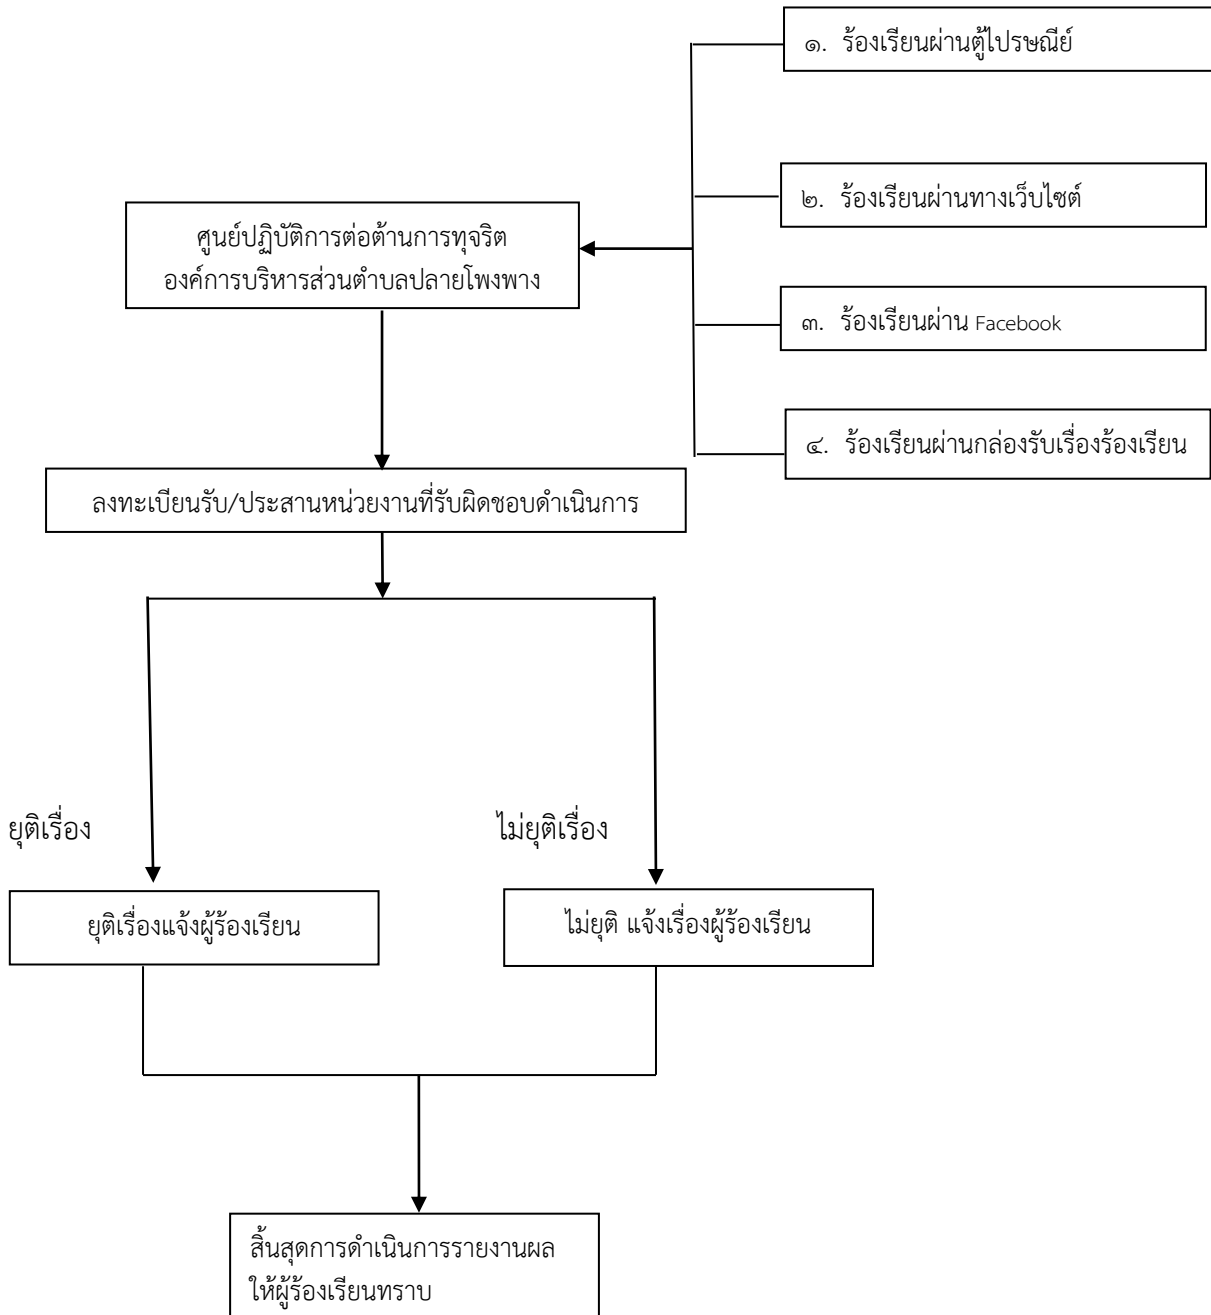 ๑. ร้องเรียนผ่านตู้ไปรษณีย์
๒. ร้องเรียนผ่านทางเว็บไซต์
ศูนย์ปฏิบัติการต่อต้านการทุจริต
องค์การบริหารส่วนตำบลปลายโพงพาง
๓. ร้องเรียนผ่าน Facebook
๔. ร้องเรียนผ่านกล่องรับเรื่องร้องเรียน
ลงทะเบียนรับ/ประสานหน่วยงานที่รับผิดชอบดำเนินการ
ยุติเรื่อง
ไม่ยุติเรื่อง
ยุติเรื่องแจ้งผู้ร้องเรียน
ไม่ยุติ แจ้งเรื่องผู้ร้องเรียน
สิ้นสุดการดำเนินการรายงานผล
ให้ผู้ร้องเรียนทราบ